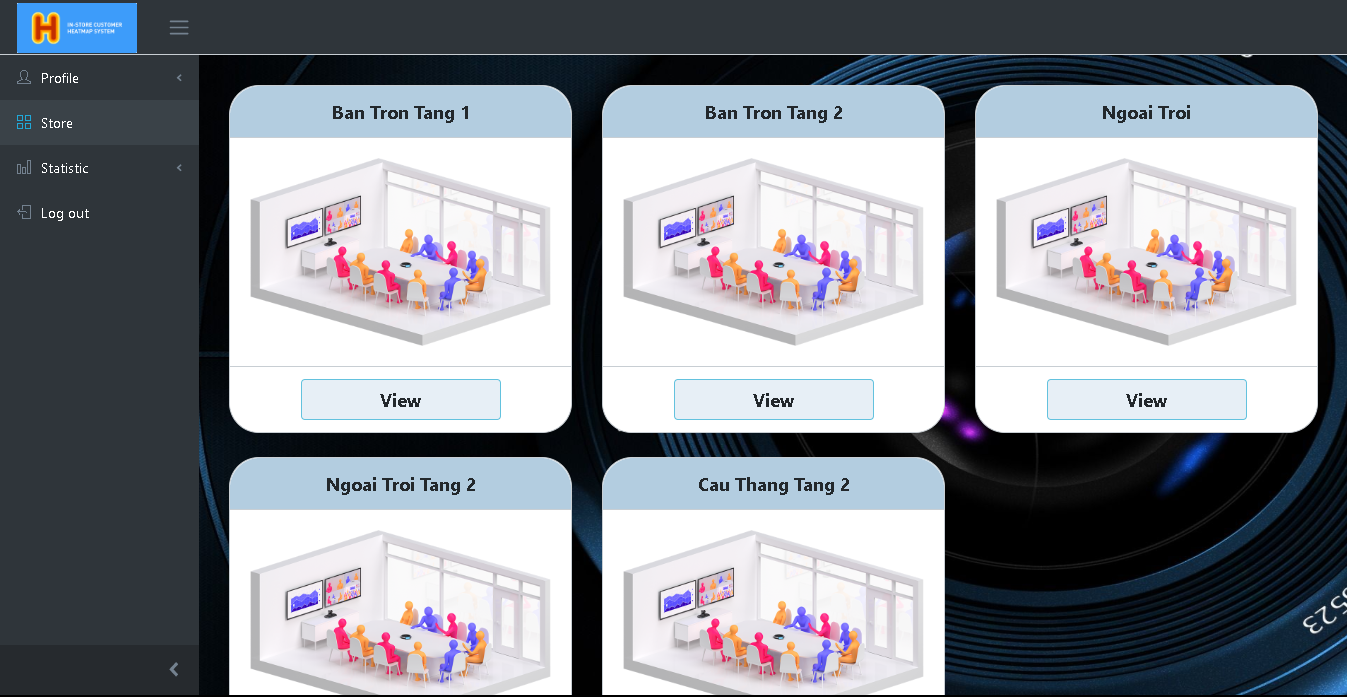 H
IN-STORE CUSTOMER
HEATMAP SYSTEM
Profile
Store
Statistic
Log out
Ban Tron Tang 1
Ban Tron Tang 2
Ngoai Troi
View
View
View
Ngoai Troi Tang 2
Cau Thang Tang 2